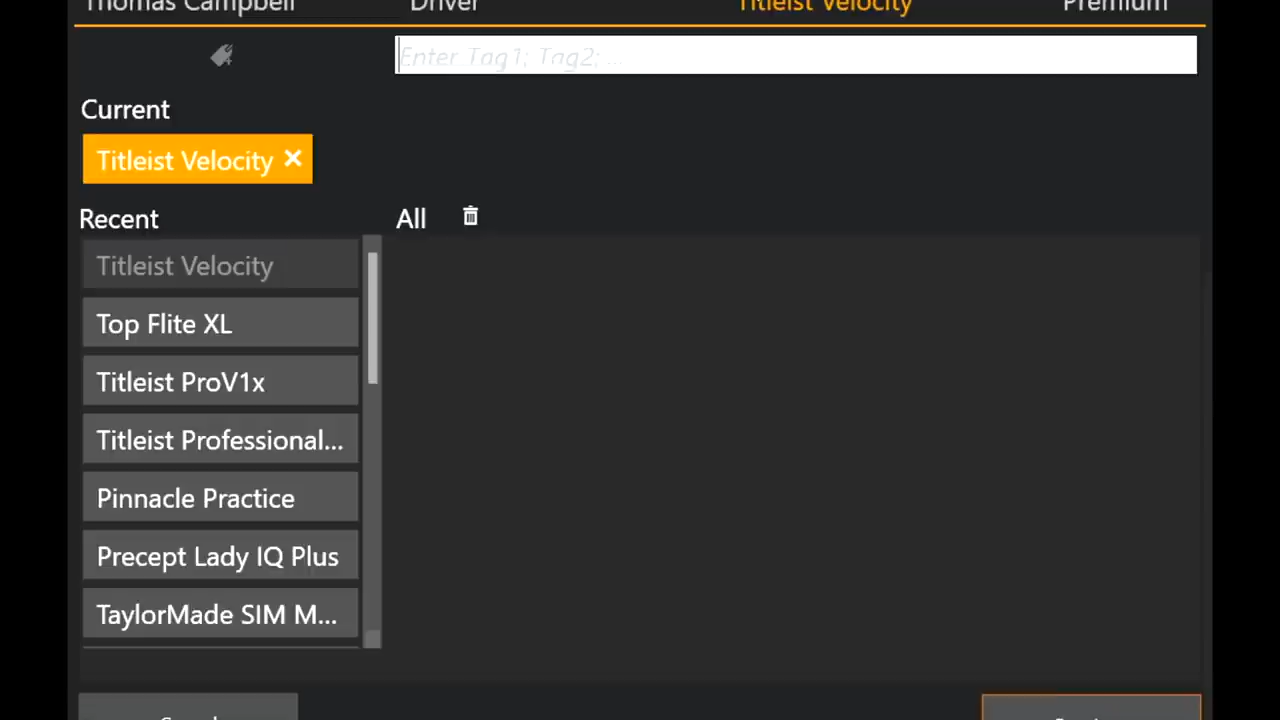 Thomas Campbell Driver Titleist Velocity Premium
Enter Tag1; Tag2; ...
Current
Titleist Velocity ×
Recent All
Titleist Velocity
Top Flite XL
Titleist ProV1x
Titleist Professional...
Pinnacle Practice
Precept Lady IQ Plus
TaylorMade SIM M...